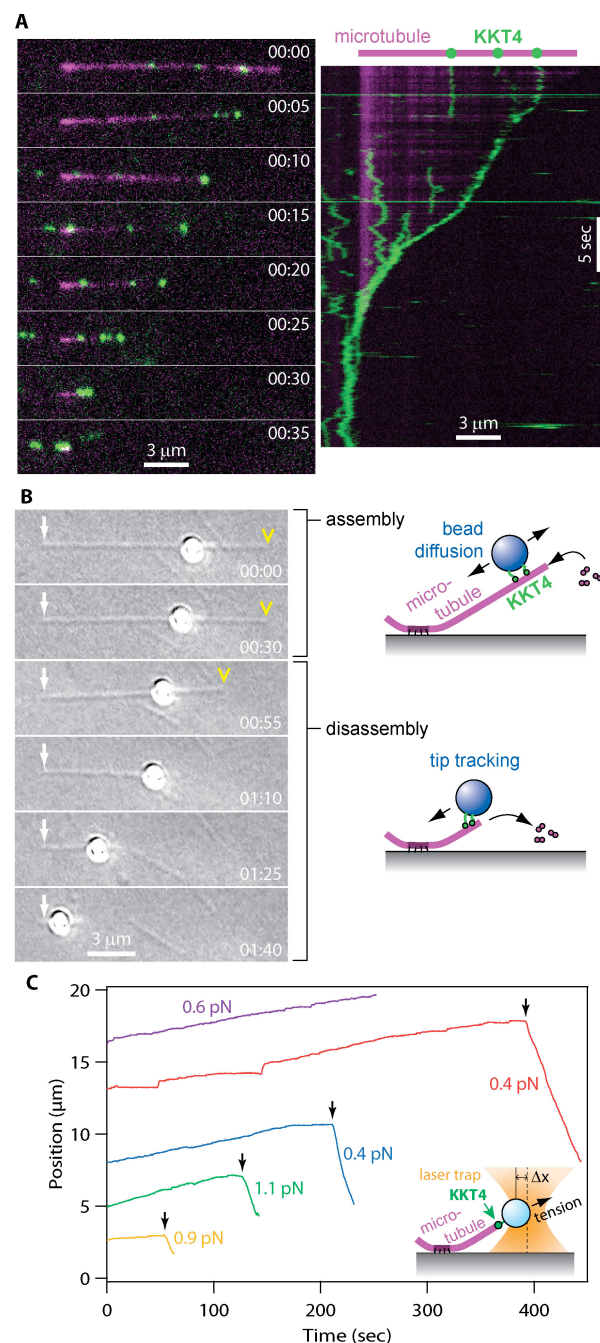 A
microtubule
KKT4
00:00
00:05
00:10
00:15
00:20
00:25
00:30
00:35
3 µm
5 sec
3 µm
B
00:00
00:30
00:55
01:10
01:25
01:40
3 µm
assembly
disassembly
bead
diffusion
micro-
tubule
KKT4
tip tracking
C
Position (µm)
20
15
10
5
0
0.6 pN
0.4 pN
0.4 pN
1.1 pN
0.9 pN
laser trap
Δx
KKT4
tension
micro-
tubule
0
100
200
300
400
Time (sec)